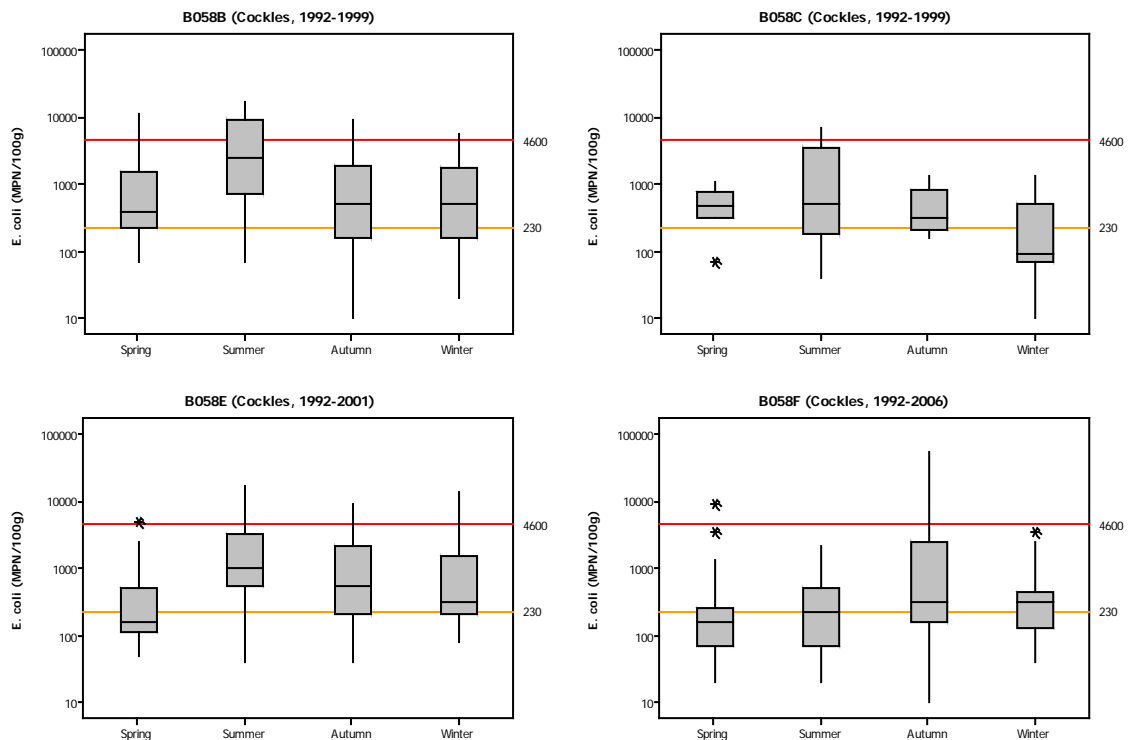 B058B (Cockles, 1992-1999)
E. coli (MPN/100g)
100000
10000
1000
100
10
4600
230
Spring Summer Autumn Winter
B058C (Cockles, 1992-1999)
E. coli (MPN/100g)
100000
10000
1000
100
10
4600
230
Spring Summer Autumn Winter
B058E (Cockles, 1992-2001)
E. coli (MPN/100g)
100000
10000
1000
100
10
4600
230
Spring Summer Autumn Winter
B058F (Cockles, 1992-2006)
E. coli (MPN/100g)
100000
10000
1000
100
10
4600
230
Spring Summer Autumn Winter